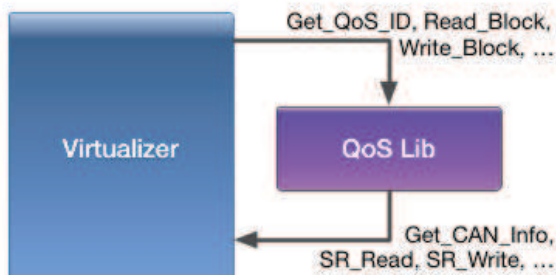 Get_QoS_ID, Read_Block,
Write_Block, ...
Virtualizer
QoS Lib
Get_CAN_Info,
SR_Read, SR_Write, ...